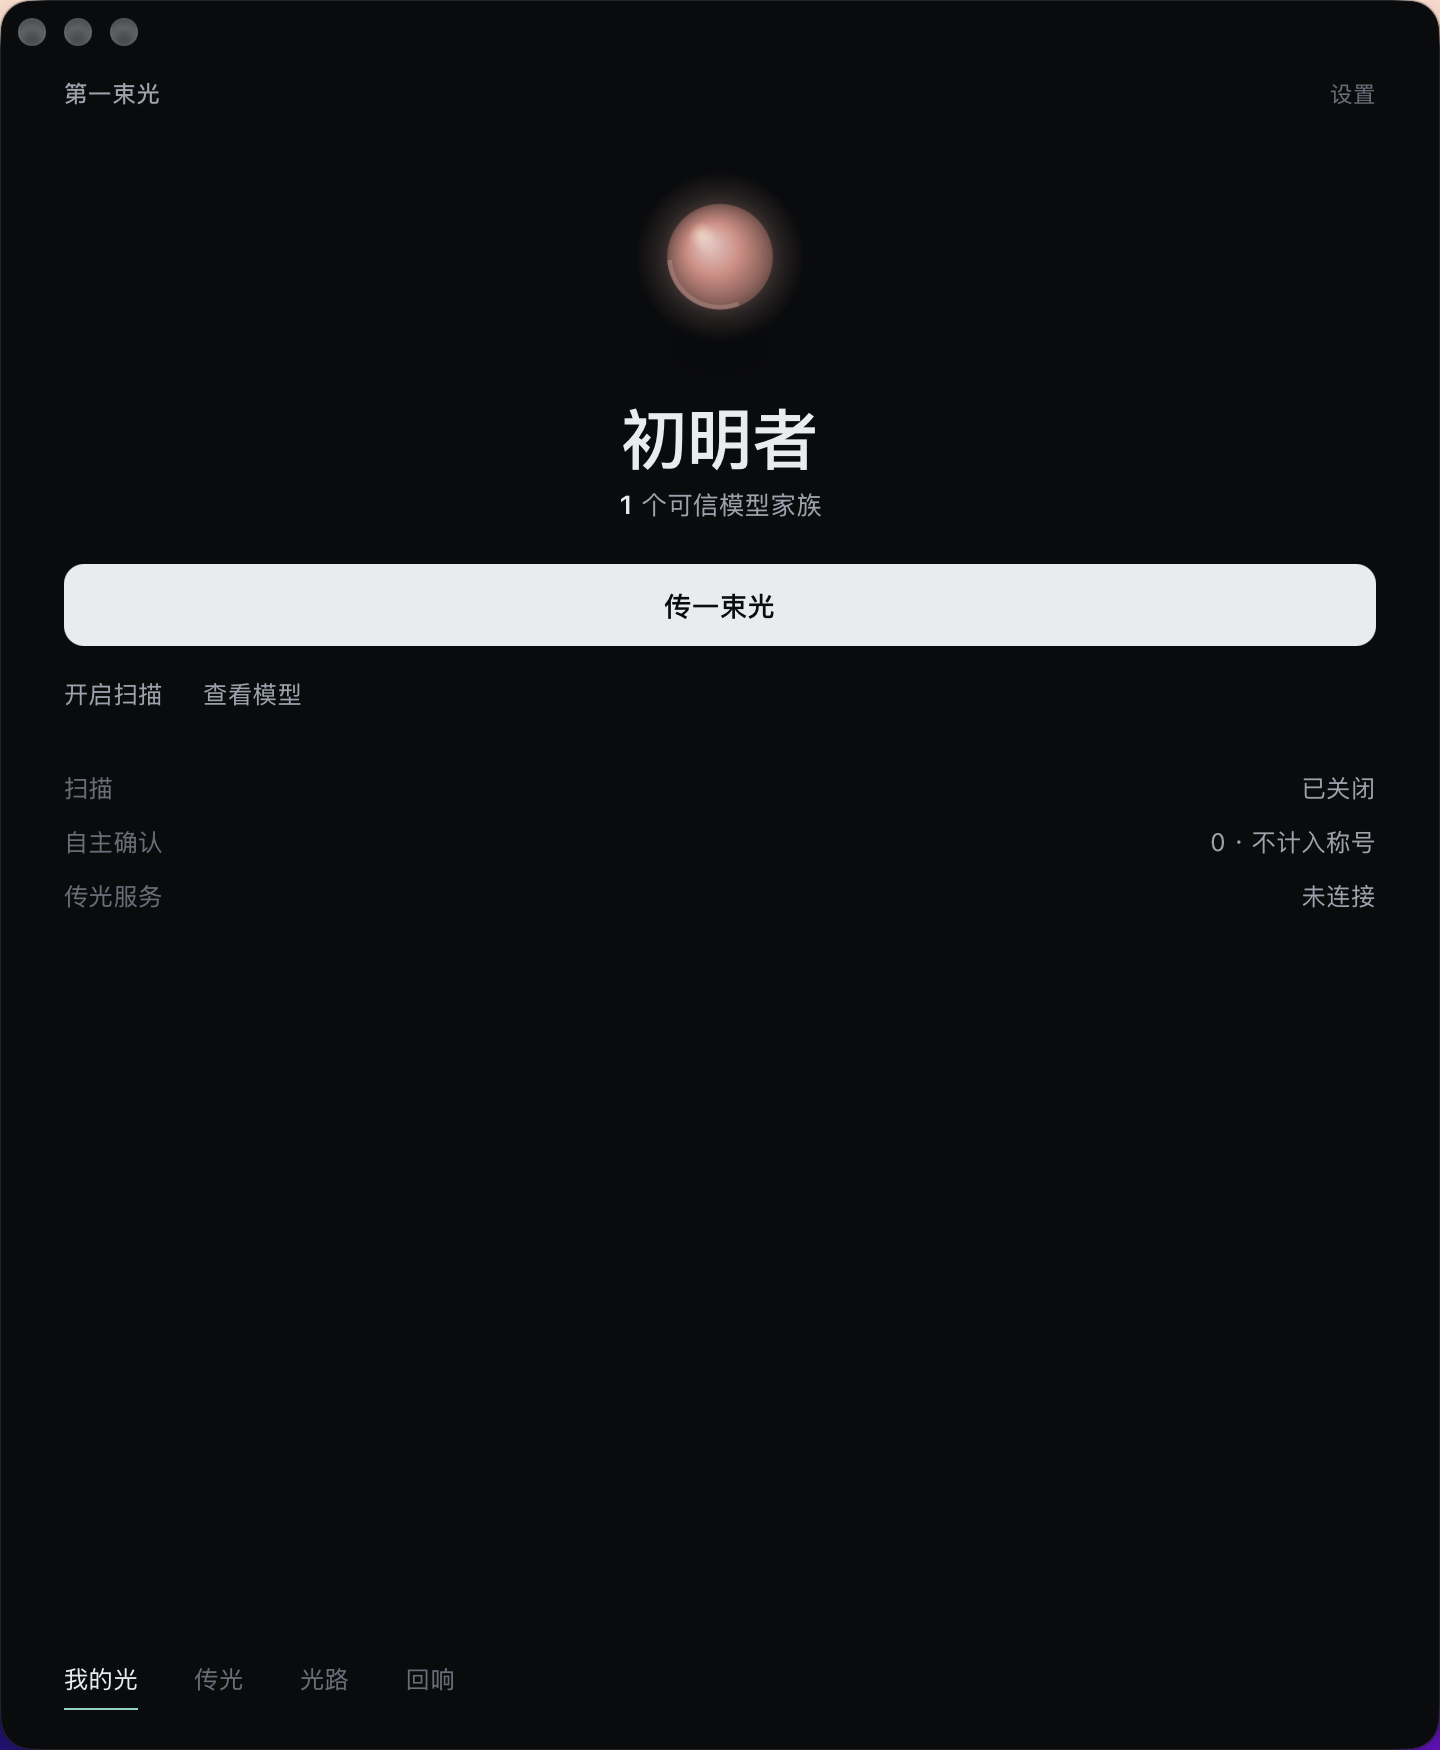 第一束光
设置
初明者
1 个可信模型家族
传一束光
开启扫描 查看模型
扫描 已关闭
自主确认 0 · 不计入称号
传光服务 未连接
我的光 传光 光路 回响